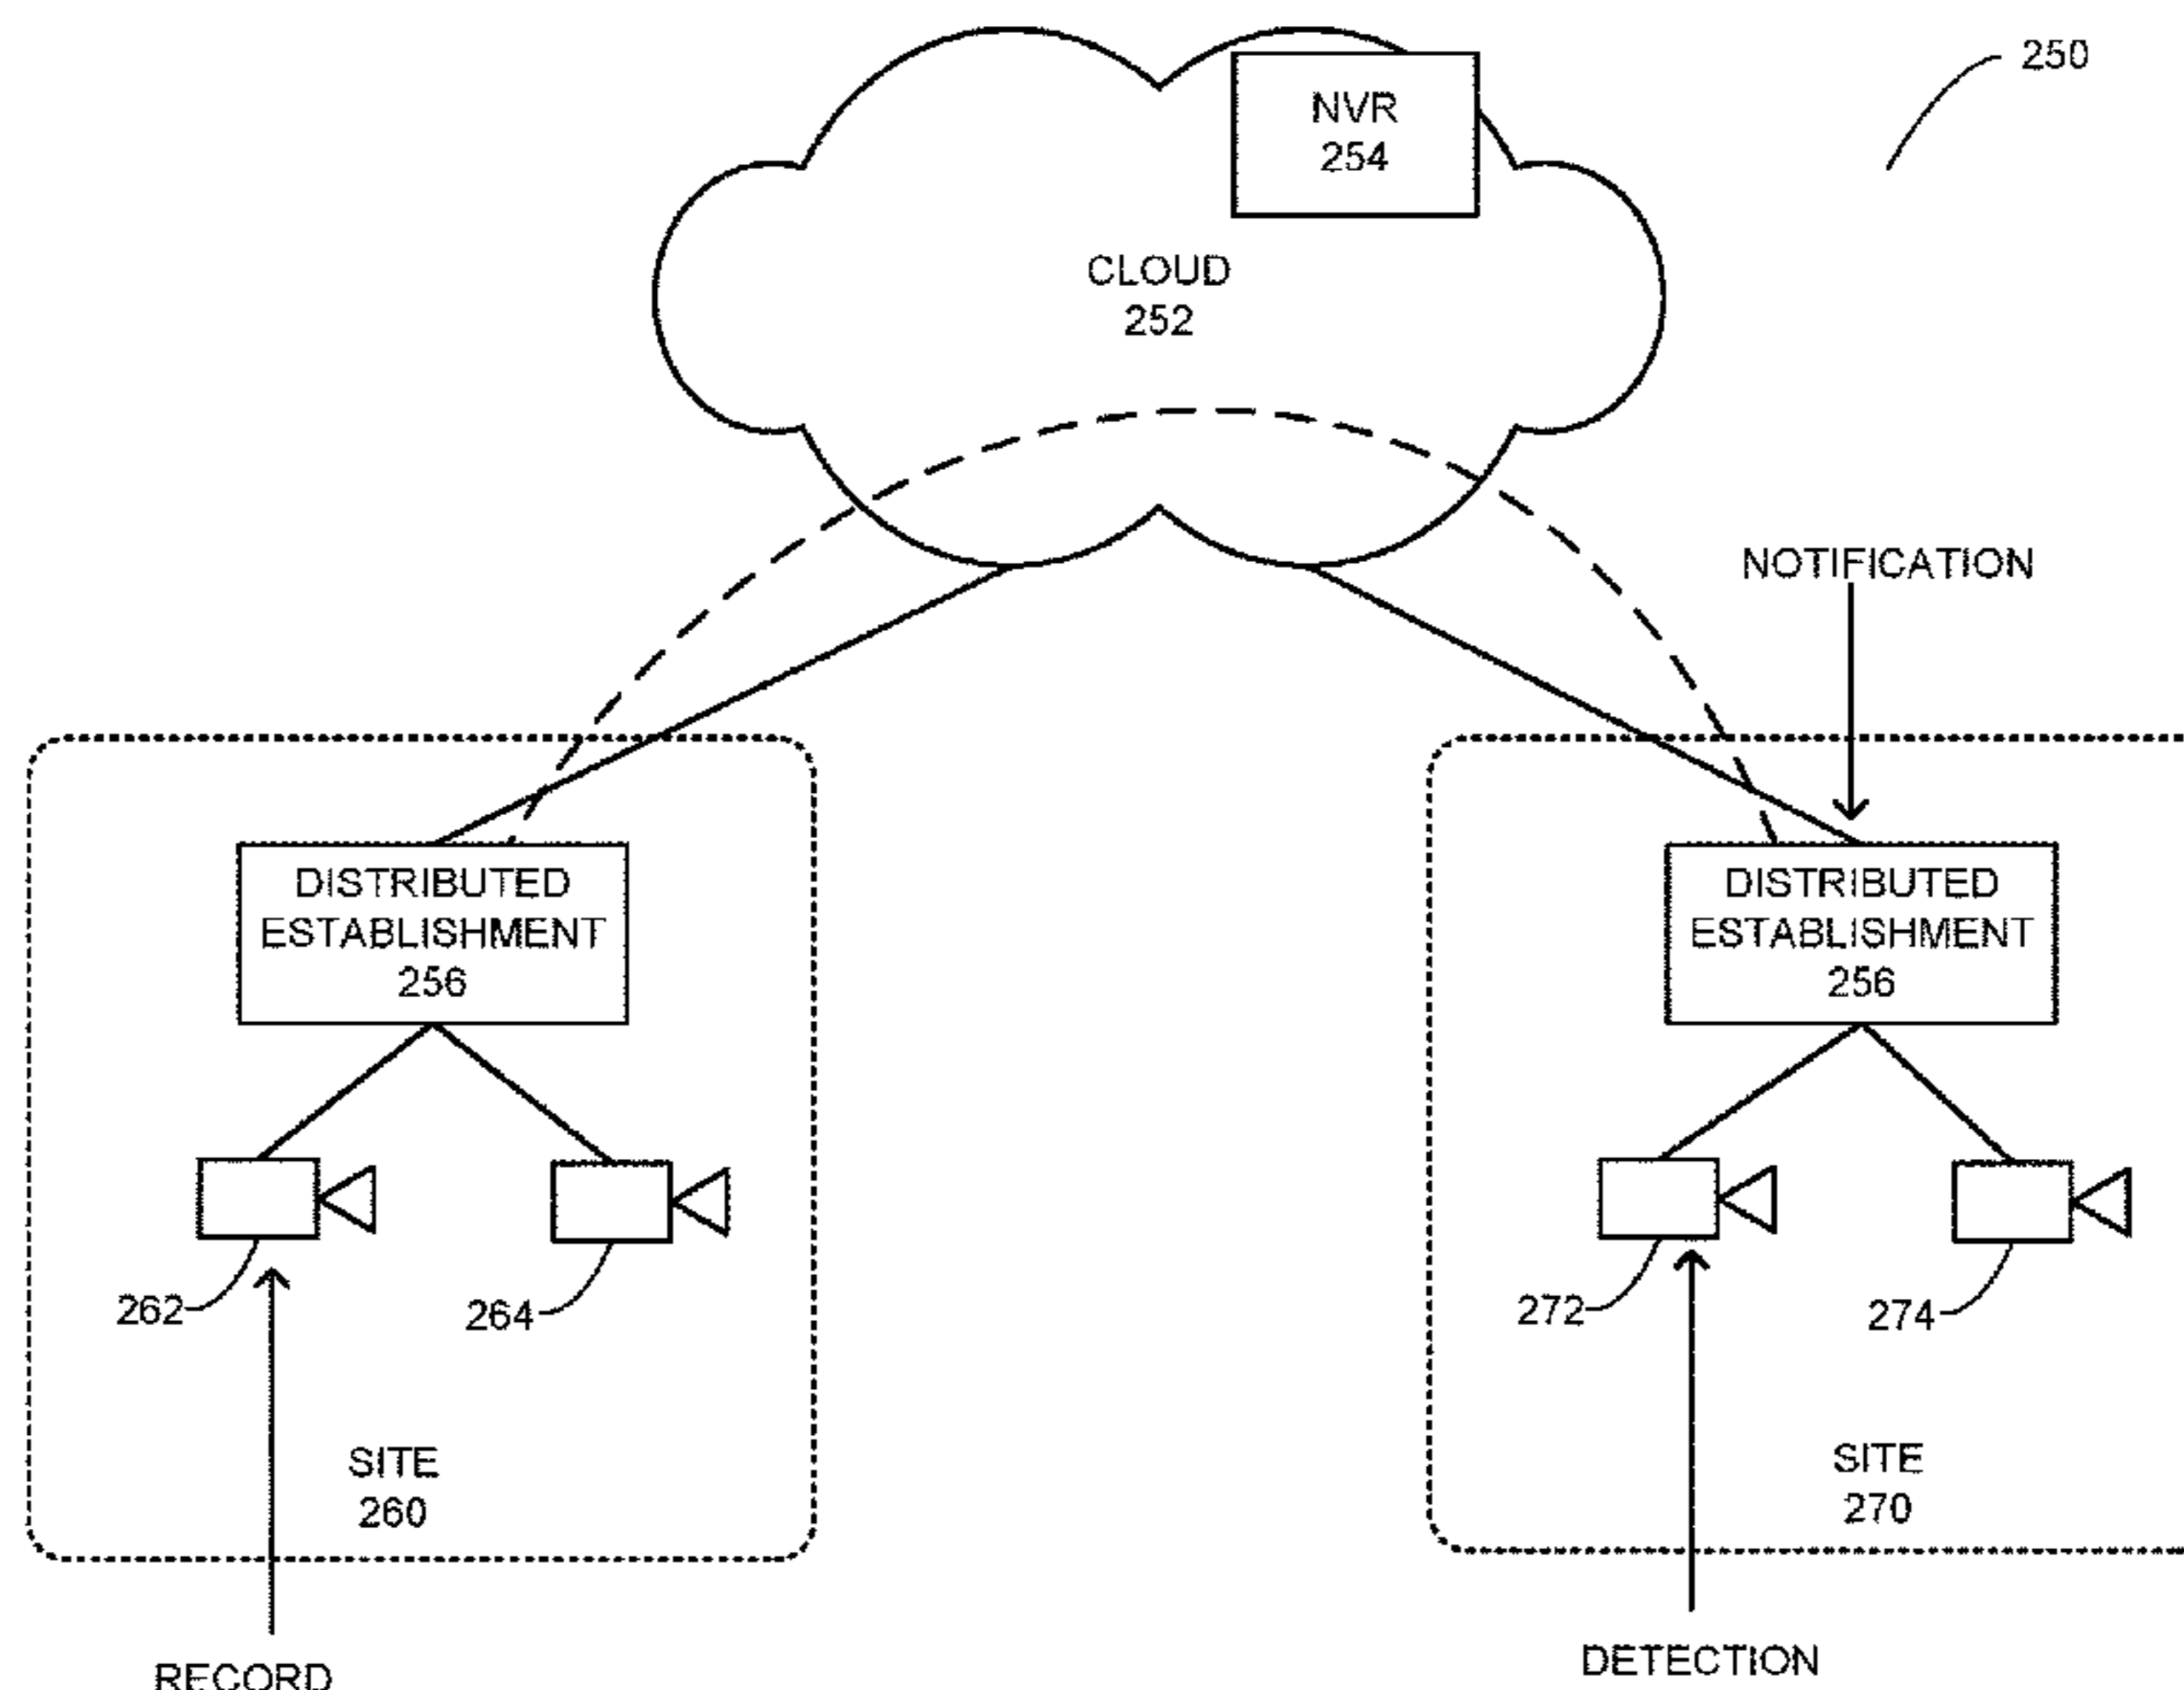 250
NVR
254
CLOUD
252
NOTIFICATION
DISTRIBUTED
ESTABLISHMENT
256
DISTRIBUTED
ESTABLISHMENT
256
262
264
272
274
SITE
260
SITE
270
RECORD
DETECTION